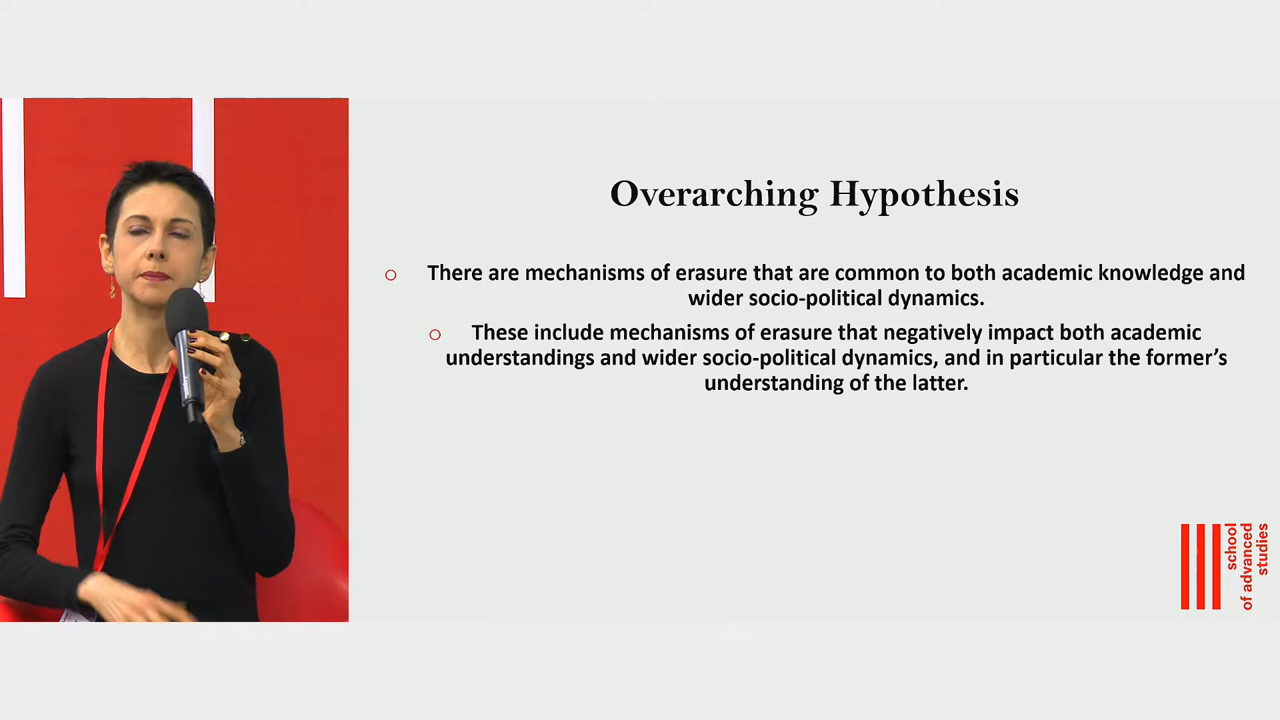 Overarching Hypothesis
There are mechanisms of erasure that are common to both academic knowledge and
wider socio-political dynamics.
These include mechanisms of erasure that negatively impact both academic
understandings and wider socio-political dynamics, and in particular the former’s
understanding of the latter.
school
of advanced
studies